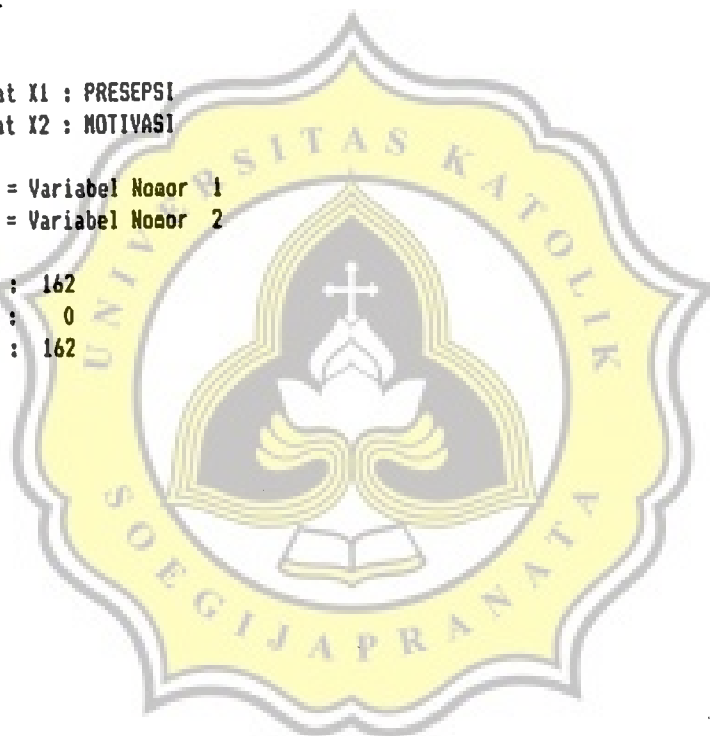 at X1 : PRESEPSI
at X2 : MOTIVASI
= Variabel Nomor 1
= Variabel Nomor 2
: 162
: 0
: 162
UNIVERSITAS KATOLIK
SOEGIJAPRANATA